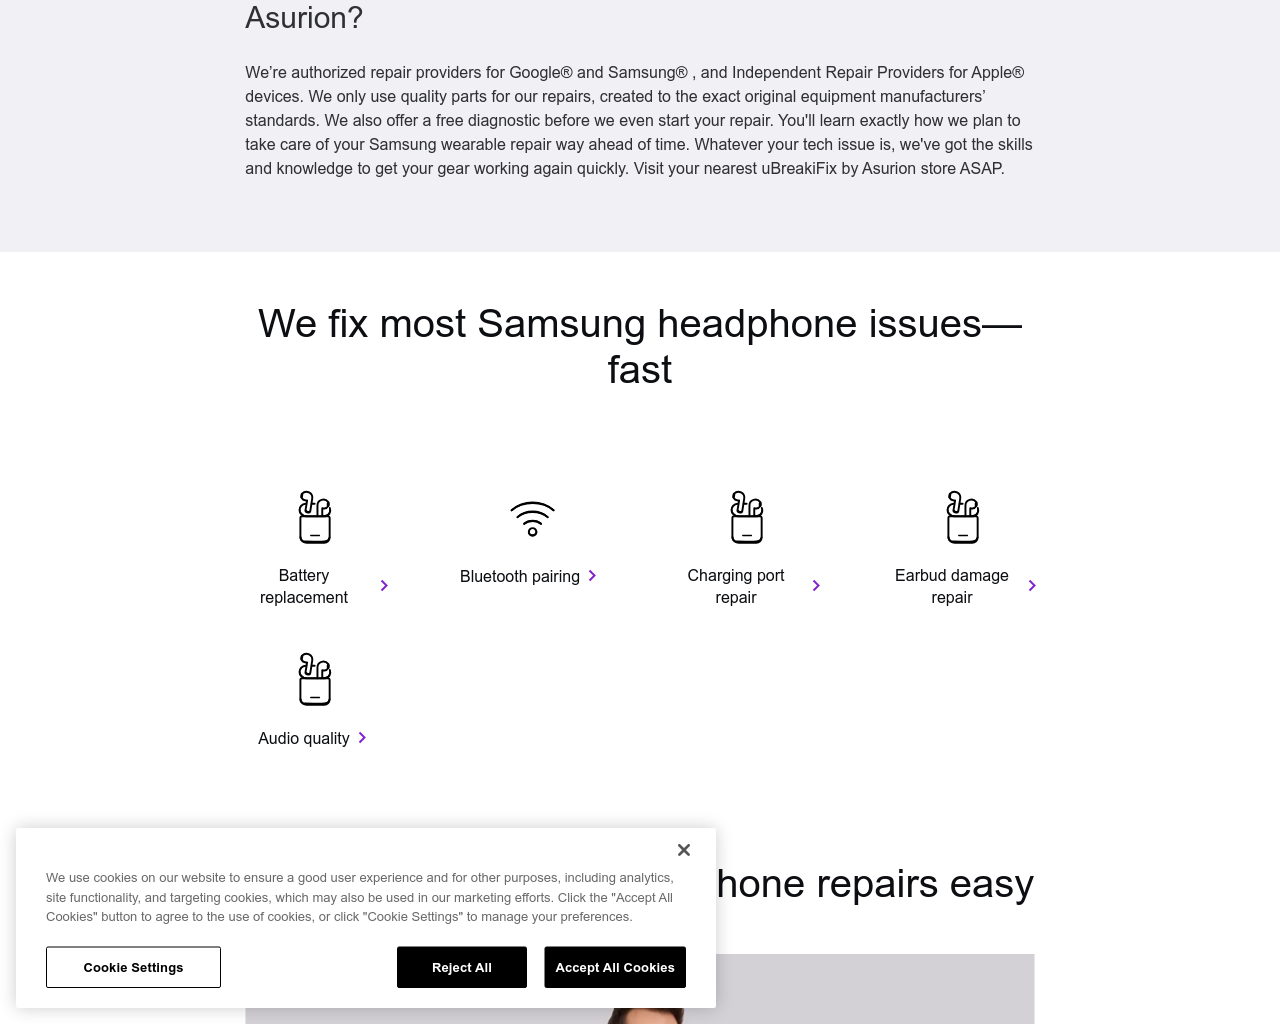 Asurion?
We’re authorized repair providers for Google® and Samsung® , and Independent Repair Providers for Apple®
devices. We only use quality parts for our repairs, created to the exact original equipment manufacturers’
standards. We also offer a free diagnostic before we even start your repair. You'll learn exactly how we plan to
take care of your Samsung wearable repair way ahead of time. Whatever your tech issue is, we've got the skills
and knowledge to get your gear working again quickly. Visit your nearest uBreakiFix by Asurion store ASAP.
We fix most Samsung headphone issues—
fast
Battery
replacement
Bluetooth pairing
Charging port
repair
Earbud damage
repair
Audio quality
hone repairs easy
We use cookies on our website to ensure a good user experience and for other purposes, including analytics,
site functionality, and targeting cookies, which may also be used in our marketing efforts. Click the "Accept All
Cookies" button to agree to the use of cookies, or click "Cookie Settings" to manage your preferences.
Cookie Settings
Reject All
Accept All Cookies